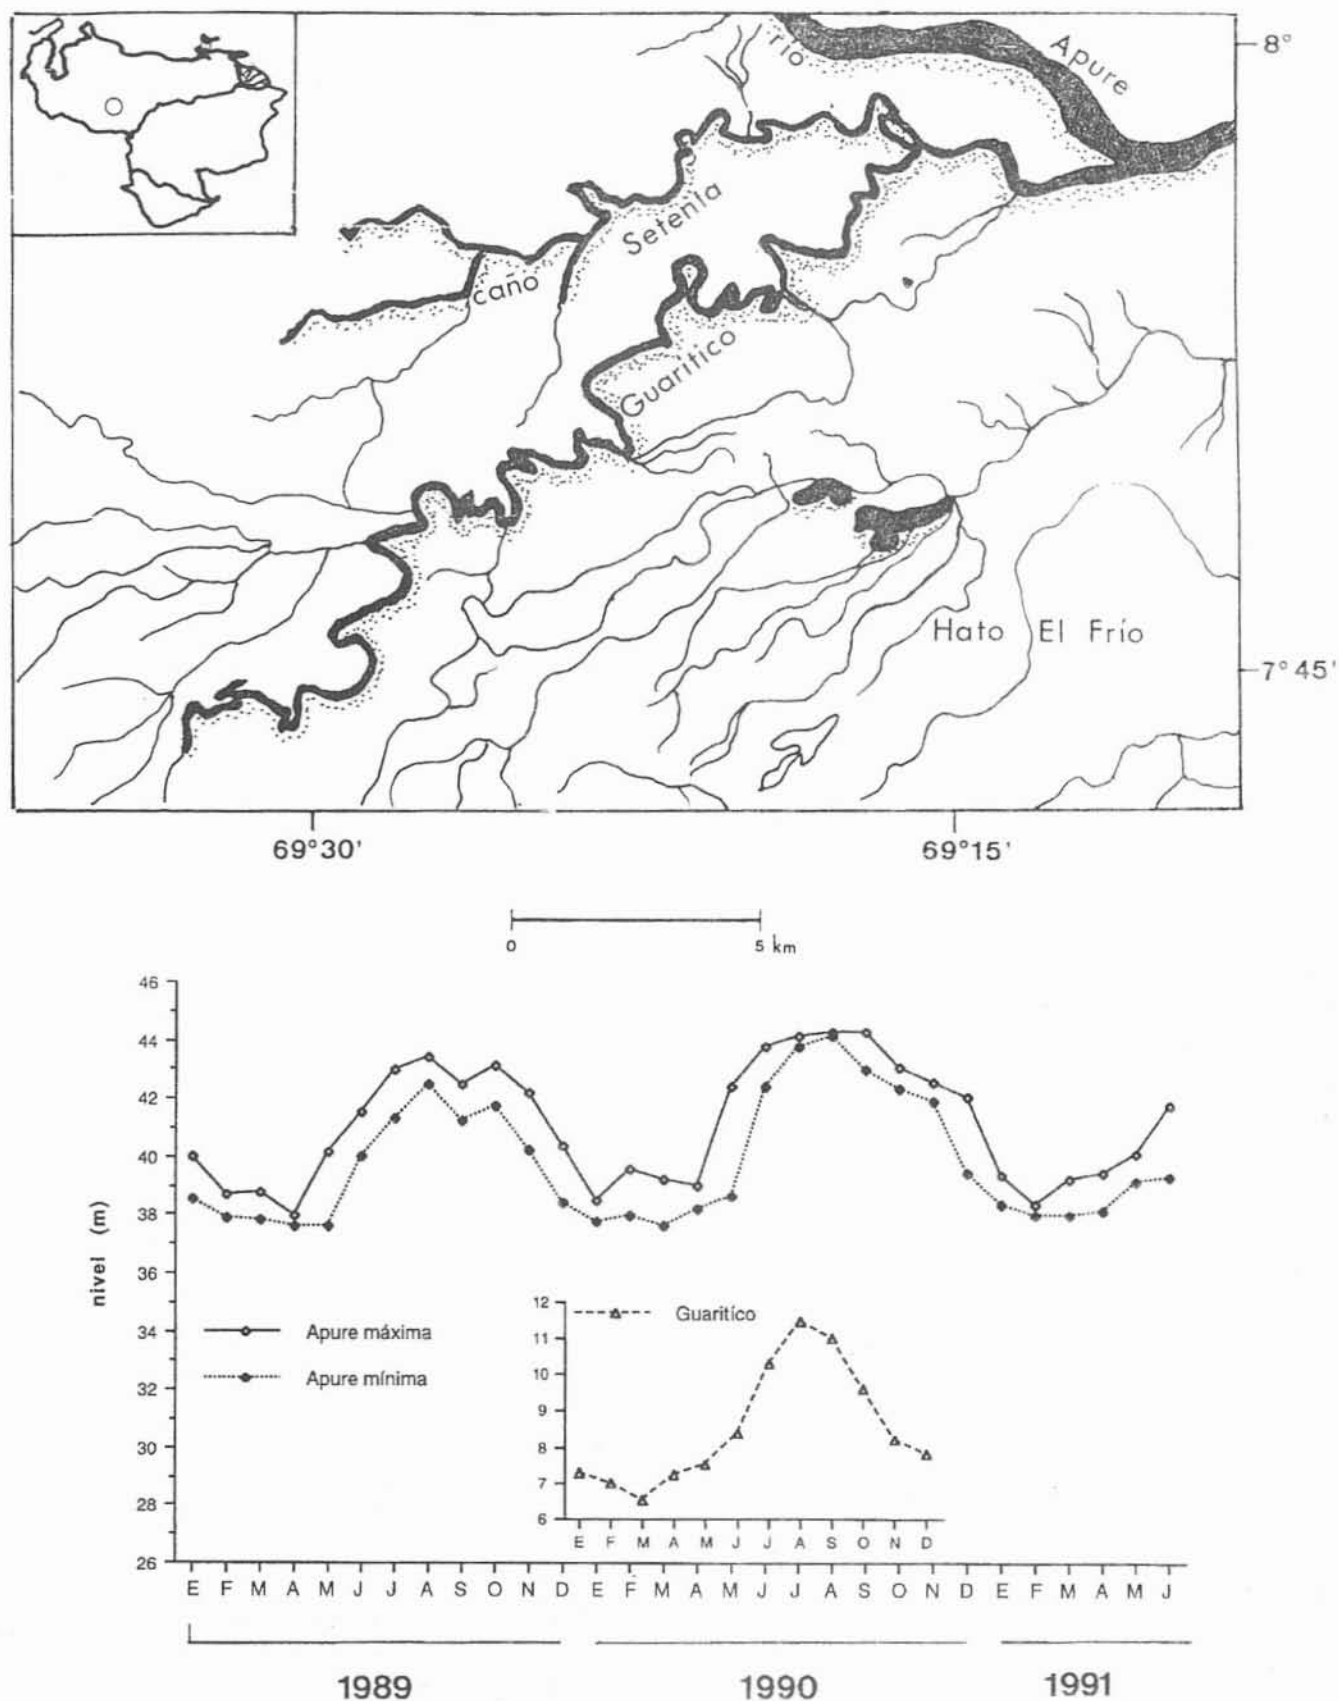 8°
río
Apure
Setenta
caño
Guaritico
Hato El Frío
7°45'
69°30'
69°15'
0
5 km
46
44
42
40
38
36
34
32
30
28
26
nivel (m)
Apure máxima
Apure mínima
Guaritíco
12
11
10
9
8
7
6
E F M A M J J A S O N D
E F M A M J J A S O N D E F M A M J J A S O N D E F M A M J
1989
1990
1991